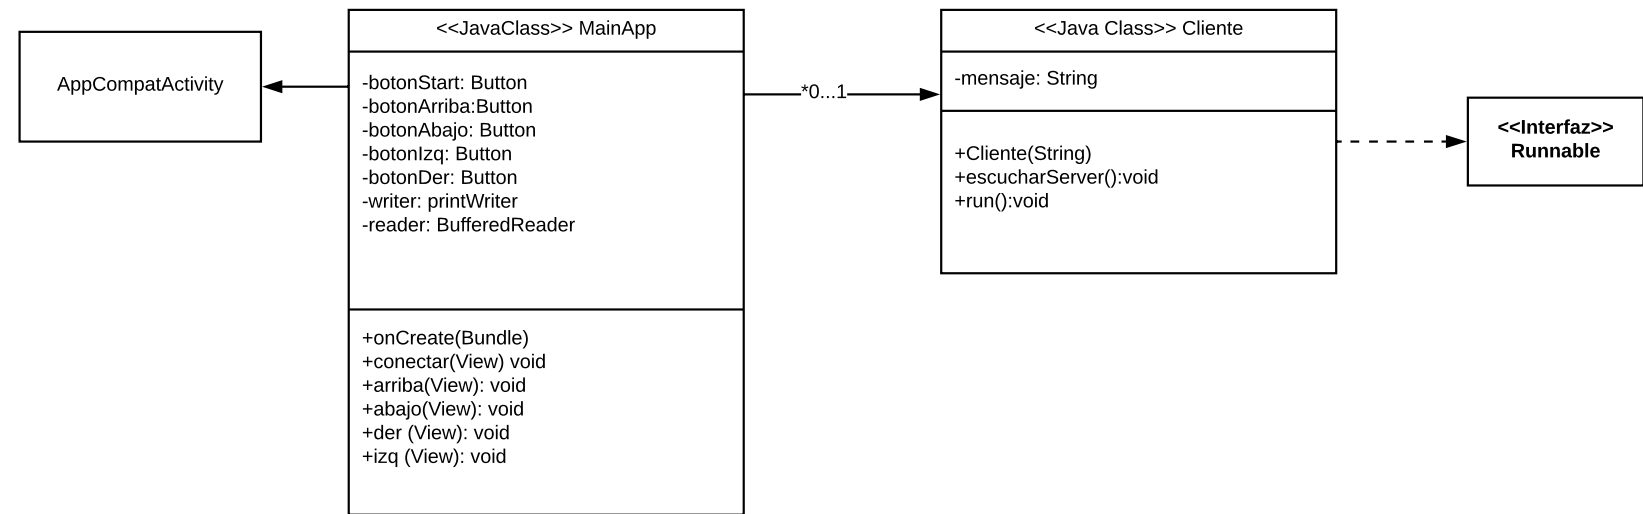 AppCompatActivity
<<JavaClass>> MainApp
-botonStart: Button
-botonArriba:Button
-botonAbajo: Button
-botonIzq: Button
-botonDer: Button
-writer: printWriter
-reader: BufferedReader
+onCreate(Bundle)
+conectar(View) void
+arriba(View): void
+abajo(View): void
+der (View): void
+izq (View): void
*0...1
<<Java Class>> Cliente
-mensaje: String
+Cliente(String)
+escucharServer():void
+run():void
<<Interfaz>>
Runnable